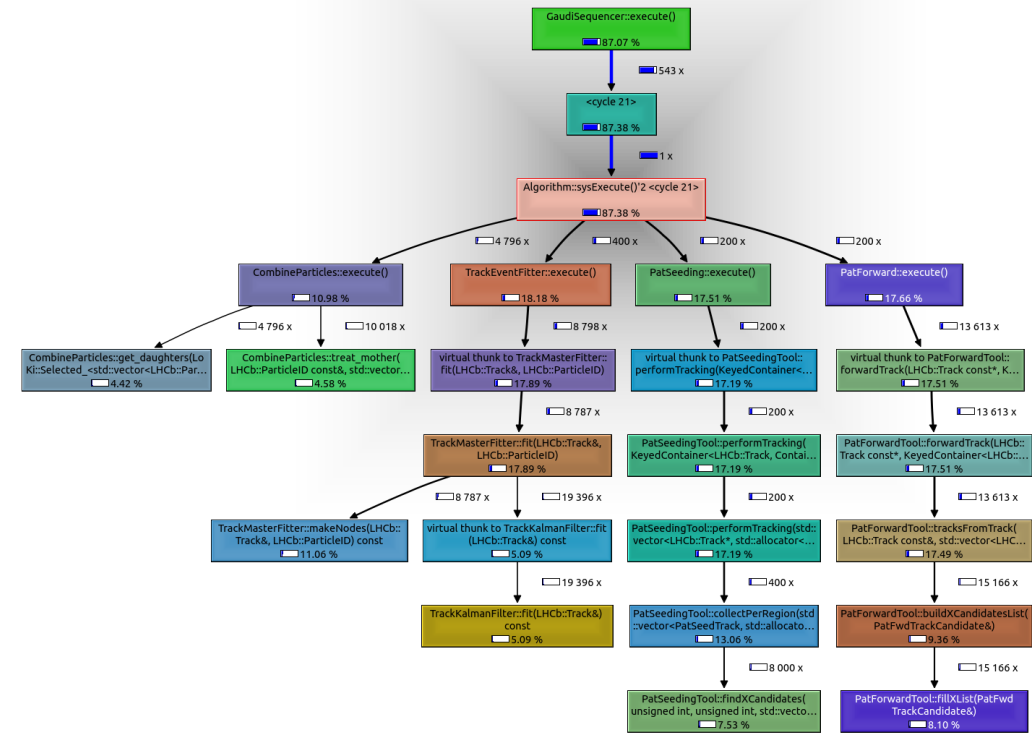 GaudiSequencer::execute()
87.07 %
543 x
<cycle 21>
87.38 %
1 x
Algorithm::sysExecute()'2 <cycle 21>
87.38 %
4 796 x
400 x
200 x
200 x
CombineParticles::execute()
10.98 %
TrackEventFitter::execute()
18.18 %
PatSeeding::execute()
17.51 %
PatForward::execute()
17.66 %
4 796 x
10 018 x
8 798 x
200 x
13 613 x
CombineParticles::get_daughters(Lo
Ki::Selected_<std::vector<LHCb::Par...
4.42 %
CombineParticles::treat_mother(
LHCb::ParticleID const&, std::vector...
4.58 %
virtual thunk to TrackMasterFitter::
fit(LHCb::Track&, LHCb::ParticleID)
17.89 %
virtual thunk to PatSeedingTool::
performTracking(KeyedContainer<...
17.19 %
virtual thunk to PatForwardTool::
forwardTrack(LHCb::Track const*, K...
17.51 %
8 787 x
200 x
13 613 x
TrackMasterFitter::fit(LHCb::Track&,
LHCb::ParticleID)
17.89 %
PatSeedingTool::performTracking(
KeyedContainer<LHCb::Track, Contai...
17.19 %
PatForwardTool::forwardTrack(LHCb::
Track const*, KeyedContainer<LHCb::...
17.51 %
8 787 x
19 396 x
200 x
13 613 x
TrackMasterFitter::makeNodes(LHCb::
Track&, LHCb::ParticleID) const
11.06 %
virtual thunk to TrackKalmanFilter::fit
(LHCb::Track&) const
5.09 %
PatSeedingTool::performTracking(std::
vector<LHCb::Track*, std::allocator<...
17.19 %
PatForwardTool::tracksFromTrack(
LHCb::Track const&, std::vector<LHC...
17.49 %
19 396 x
400 x
15 166 x
TrackKalmanFilter::fit(LHCb::Track&)
const
5.09 %
PatSeedingTool::collectPerRegion(std
::vector<PatSeedTrack, std::allocato...
13.06 %
PatForwardTool::buildXCandidatesList(
PatFwdTrackCandidate&)
9.36 %
8 000 x
15 166 x
PatSeedingTool::findXCandidates(
unsigned int, unsigned int, std::vecto...
7.53 %
PatForwardTool::fillXList(PatFwd
TrackCandidate&)
8.10 %